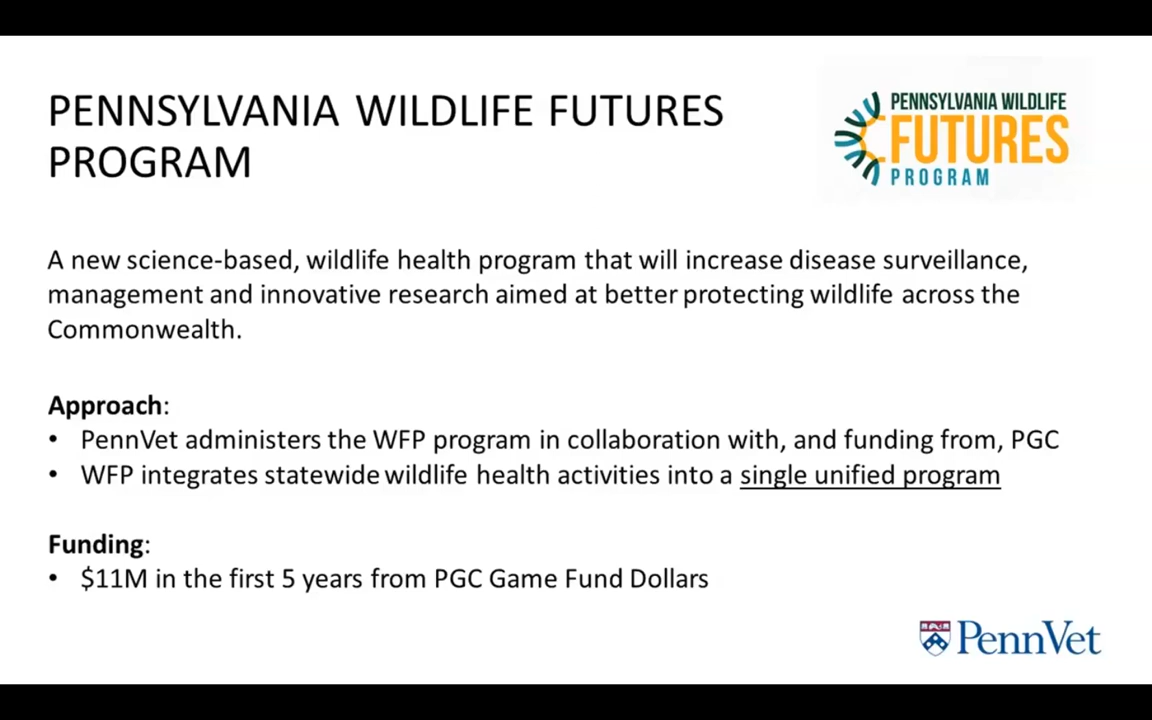 PENNSYLVANIA WILDLIFE FUTURES
PROGRAM
PENNSYLVANIA WILDLIFE
FUTURES
PROGRAM
A new science-based, wildlife health program that will increase disease surveillance,
management and innovative research aimed at better protecting wildlife across the
Commonwealth.
Approach:
• PennVet administers the WFP program in collaboration with, and funding from, PGC
• WFP integrates statewide wildlife health activities into a single unified program
Funding:
• $11M in the first 5 years from PGC Game Fund Dollars
PennVet